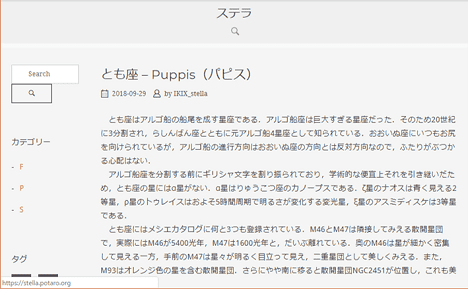 ステラ
Search
とも座 – Puppis（パピス）
2018-09-29 by IKIX_stella
とも座はアルゴ船の船尾を成す星座である．アルゴ船座は巨大すぎる星座だった．そのため20世紀
に3分割され，らしんばん座とともに元アルゴ船4星座として知られている．おおいぬ座にいつもお尻
を向けられているが，アルゴ船の進行方向はおおいぬ座の方向とは反対方向なので，ふたりがぶつか
る心配はない．
アルゴ船座を分割する前にギリシャ文字を割り振られており，学術的な便宜上それを引き継いだた
め，とも座の星にはα星がない．α星はりゅうこつ座のカノープスである．ζ星のナオスは青く見える2
等星，ρ星のトゥレイスはおよそ5時間周期で明るさが変化する変光星，ξ星のアスミディスケは3等星
である．
とも座にはメシエカタログに何と3つも登録されている．M46とM47は隣接してみえる散開星団
で，実際にはM46が5400光年，M47は1600光年と，だいぶ離れている．奥のM46は星が細かく密集
して見える一方，手前のM47は星々が明るく目立って見え，二重星団として美しくみえる．また，
M93はオレンジ色の星を含む散開星団．さらにやや南に移ると散開星団NGC2451が位置し，これも美
カテゴリー
- F
- P
- S
タグ
https://stella.potaro.org